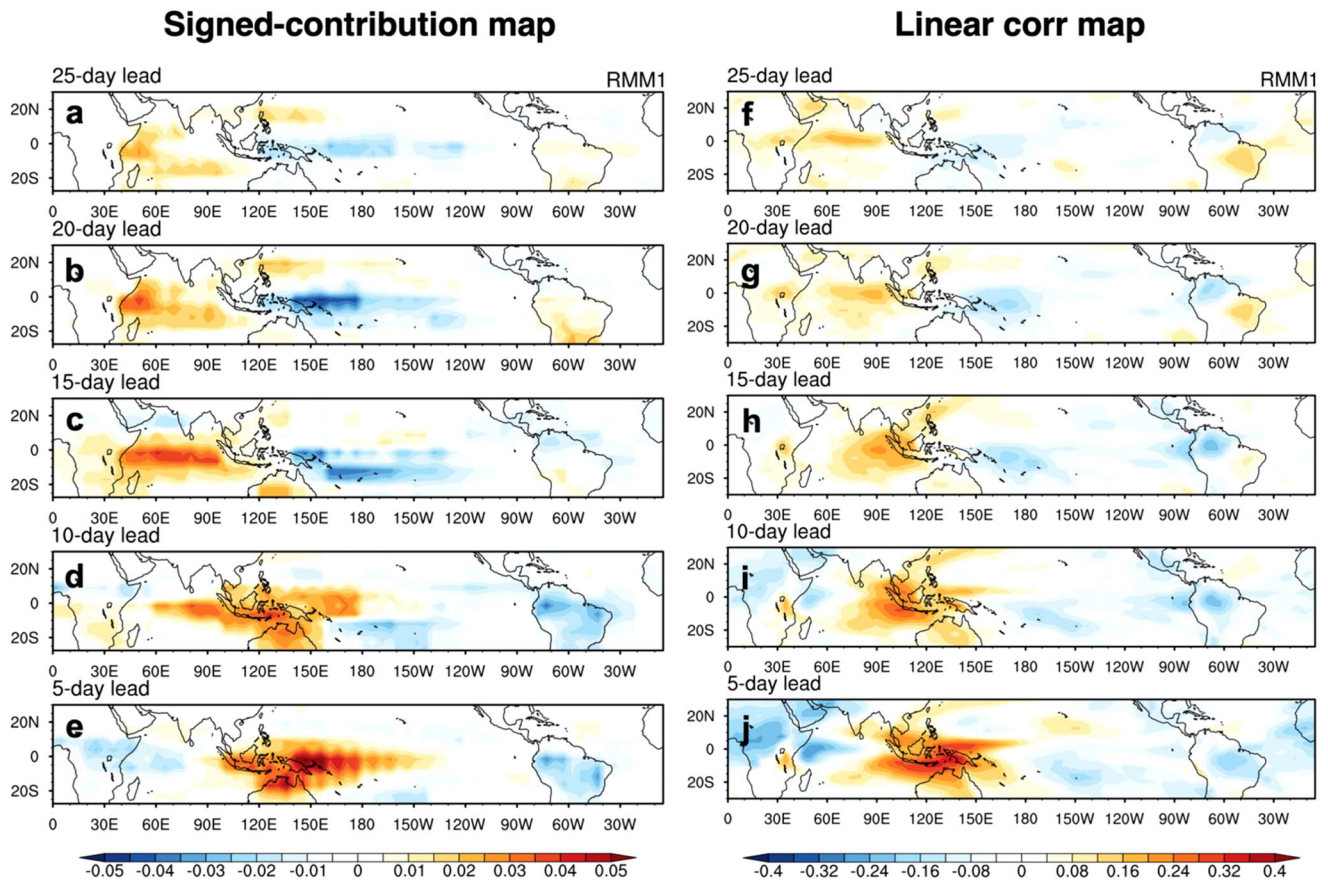 Signed-contribution map
Linear corr map
25-day lead
RMM1
a
20N
0
20S
0 30E 60E 90E 120E 150E 180 150W 120W 90W 60W 30W
20-day lead
b
20N
0
20S
0 30E 60E 90E 120E 150E 180 150W 120W 90W 60W 30W
15-day lead
c
20N
0
20S
0 30E 60E 90E 120E 150E 180 150W 120W 90W 60W 30W
10-day lead
d
20N
0
20S
0 30E 60E 90E 120E 150E 180 150W 120W 90W 60W 30W
5-day lead
e
20N
0
20S
0 30E 60E 90E 120E 150E 180 150W 120W 90W 60W 30W
-0.05 -0.04 -0.03 -0.02 -0.01 0 0.01 0.02 0.03 0.04 0.05
25-day lead
RMM1
f
20N
0
20S
0 30E 60E 90E 120E 150E 180 150W 120W 90W 60W 30W
20-day lead
g
20N
0
20S
0 30E 60E 90E 120E 150E 180 150W 120W 90W 60W 30W
15-day lead
h
20N
0
20S
0 30E 60E 90E 120E 150E 180 150W 120W 90W 60W 30W
10-day lead
i
20N
0
20S
0 30E 60E 90E 120E 150E 180 150W 120W 90W 60W 30W
5-day lead
j
20N
0
20S
0 30E 60E 90E 120E 150E 180 150W 120W 90W 60W 30W
-0.4 -0.32 -0.24 -0.16 -0.08 0 0.08 0.16 0.24 0.32 0.4